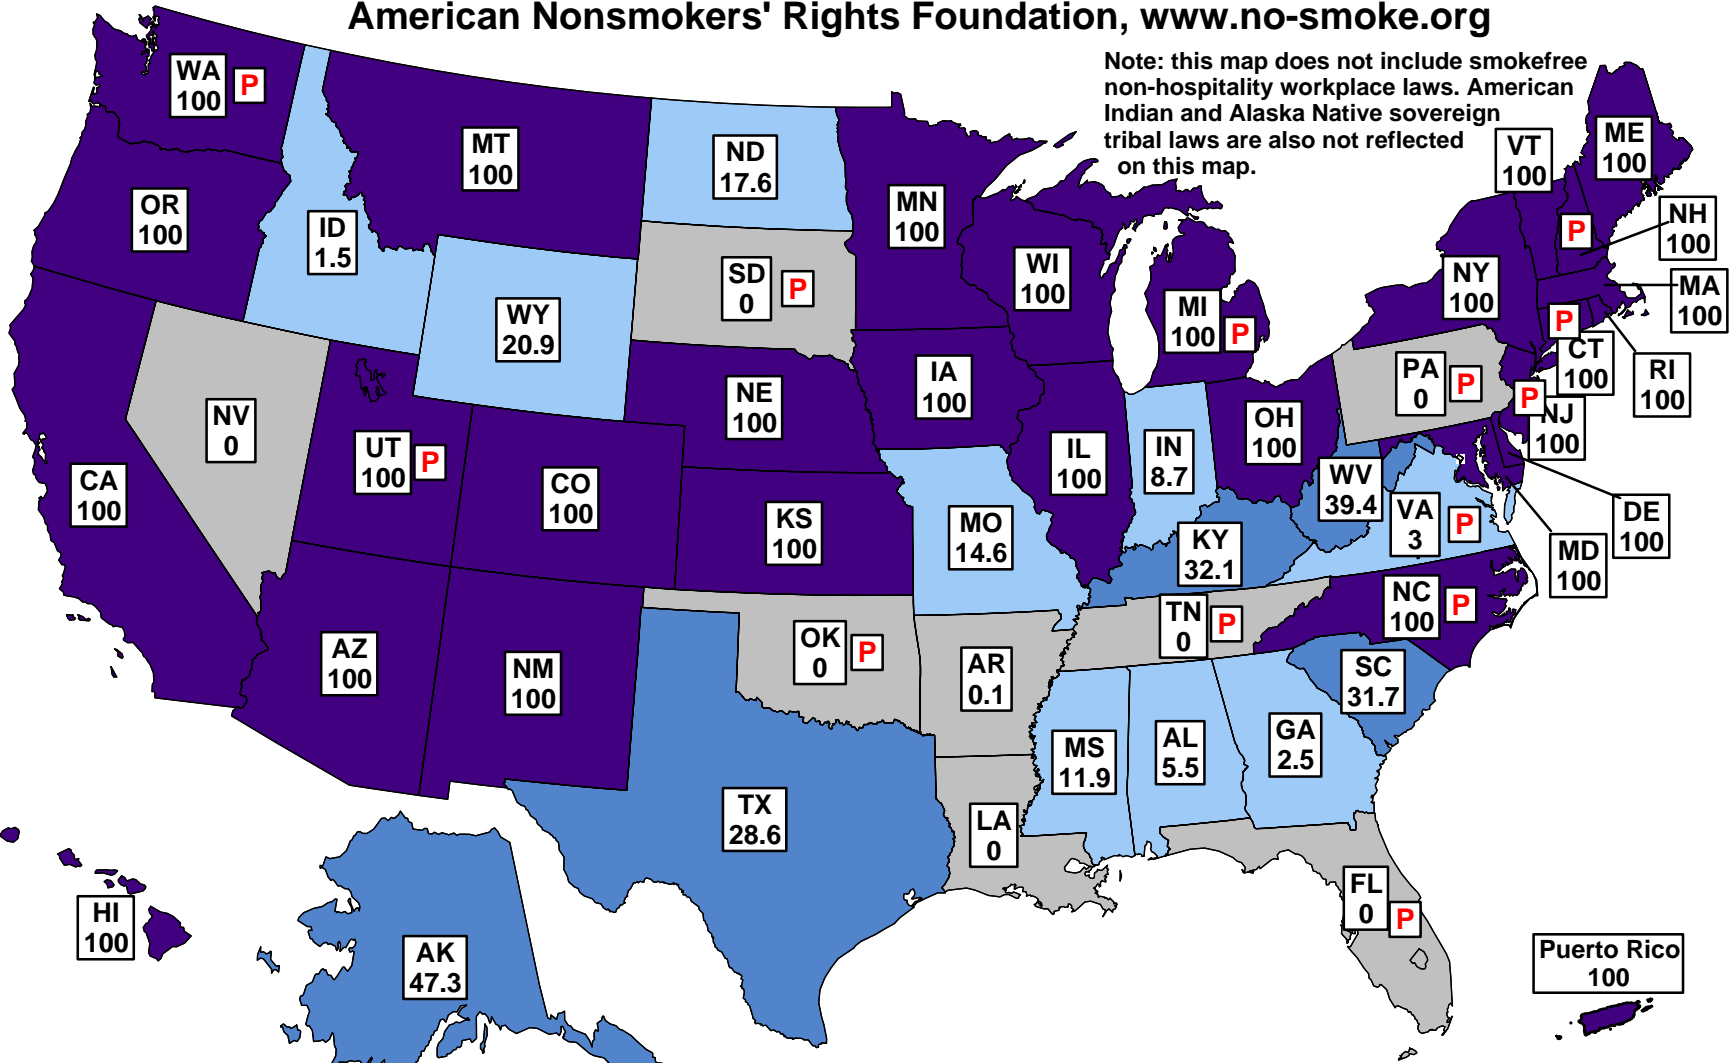 American Nonsmokers' Rights Foundation, www.no-smoke.org
Note: this map does not include smokefree
non-hospitality workplace laws. American
Indian and Alaska Native sovereign
tribal laws are also not reflected
on this map.
WA
100
P
MT
100
ND
17.6
MN
100
VT
100
ME
100
OR
100
ID
1.5
SD
0
P
WI
100
MI
100
P
NY
100
P
NH
100
MA
100
WY
20.9
P
CT
100
RI
100
NV
0
UT
100
P
NE
100
IA
100
IL
100
IN
8.7
OH
100
PA
0
P
P
NJ
100
CA
100
CO
100
KS
100
MO
14.6
KY
32.1
WV
39.4
VA
3
P
DE
100
MD
100
AZ
100
NM
100
OK
0
P
AR
0.1
TN
0
P
NC
100
P
SC
31.7
TX
28.6
LA
0
MS
11.9
AL
5.5
GA
2.5
HI
100
AK
47.3
FL
0
P
Puerto Rico
100